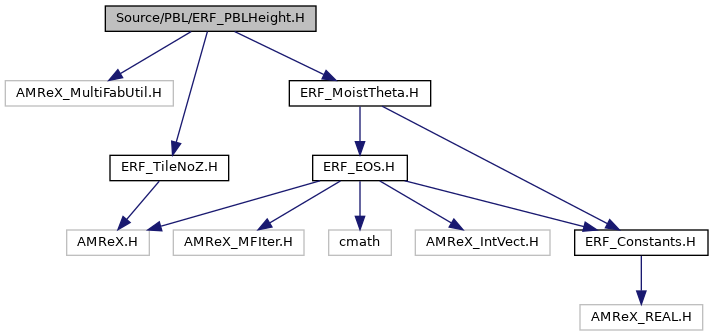 Source/PBL/ERF_PBLHeight.H
AMReX_MultiFabUtil.H
ERF_MoistTheta.H
ERF_TileNoZ.H
ERF_EOS.H
AMReX.H
AMReX_MFIter.H
cmath
AMReX_IntVect.H
ERF_Constants.H
AMReX_REAL.H